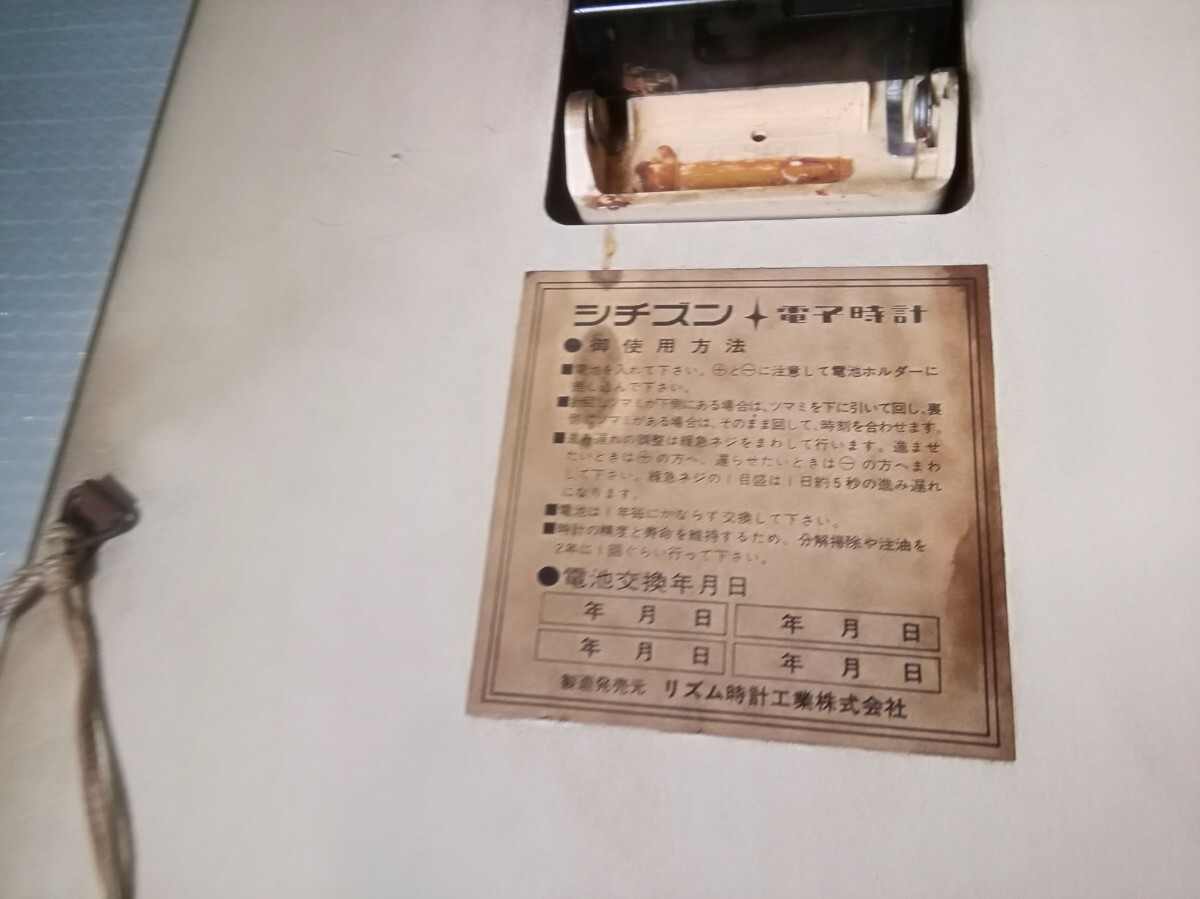 シチズン 電子時計
●御使用方法
■電池を入れて下さい。⊕と⊖に注意して電池ホルダーに
差し込んで下さい。
■針回しツマミが下側にある場合は、ツマミを下に引いて回し、裏
側にツマミがある場合は、そのまま回して、時刻を合わせます。
■進み遅れの調整は緩急ネジをまわして行います。進ませ
たいときは⊕の方へ、遅らせたいときは⊖の方へまわ
して下さい。緩急ネジの1目盛は1日約5秒の進み遅れ
になります。
■電池は1年毎にかならず交換して下さい。
■時計の精度と寿命を維持するため、分解掃除や注油を
2年に1回ぐらい行って下さい。
●電池交換年月日
年 月 日 年 月 日
年 月 日 年 月 日
製造発売元 リズム時計工業株式会社